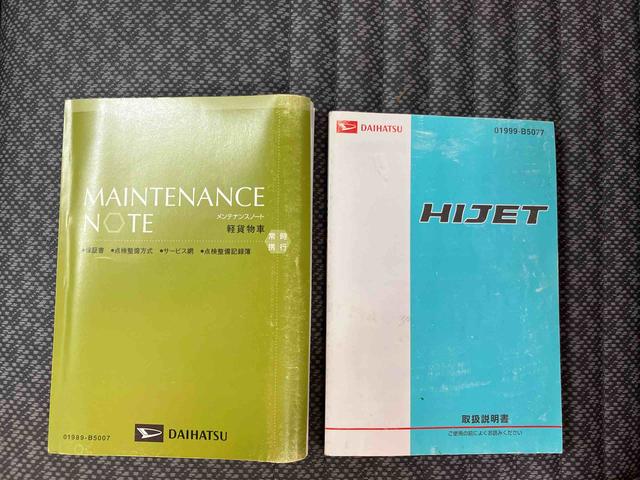 MAINTENANCE
NOTE
メンテナンスノート
軽貨物車
常時
携行
●保証書 ●点検整備方式 ●サービス網 ●点検整備記録簿
01989-B5007
DAIHATSU
DAIHATSU
01999-B5077
HIJET
取扱説明書
ご使用の前によくお読みください